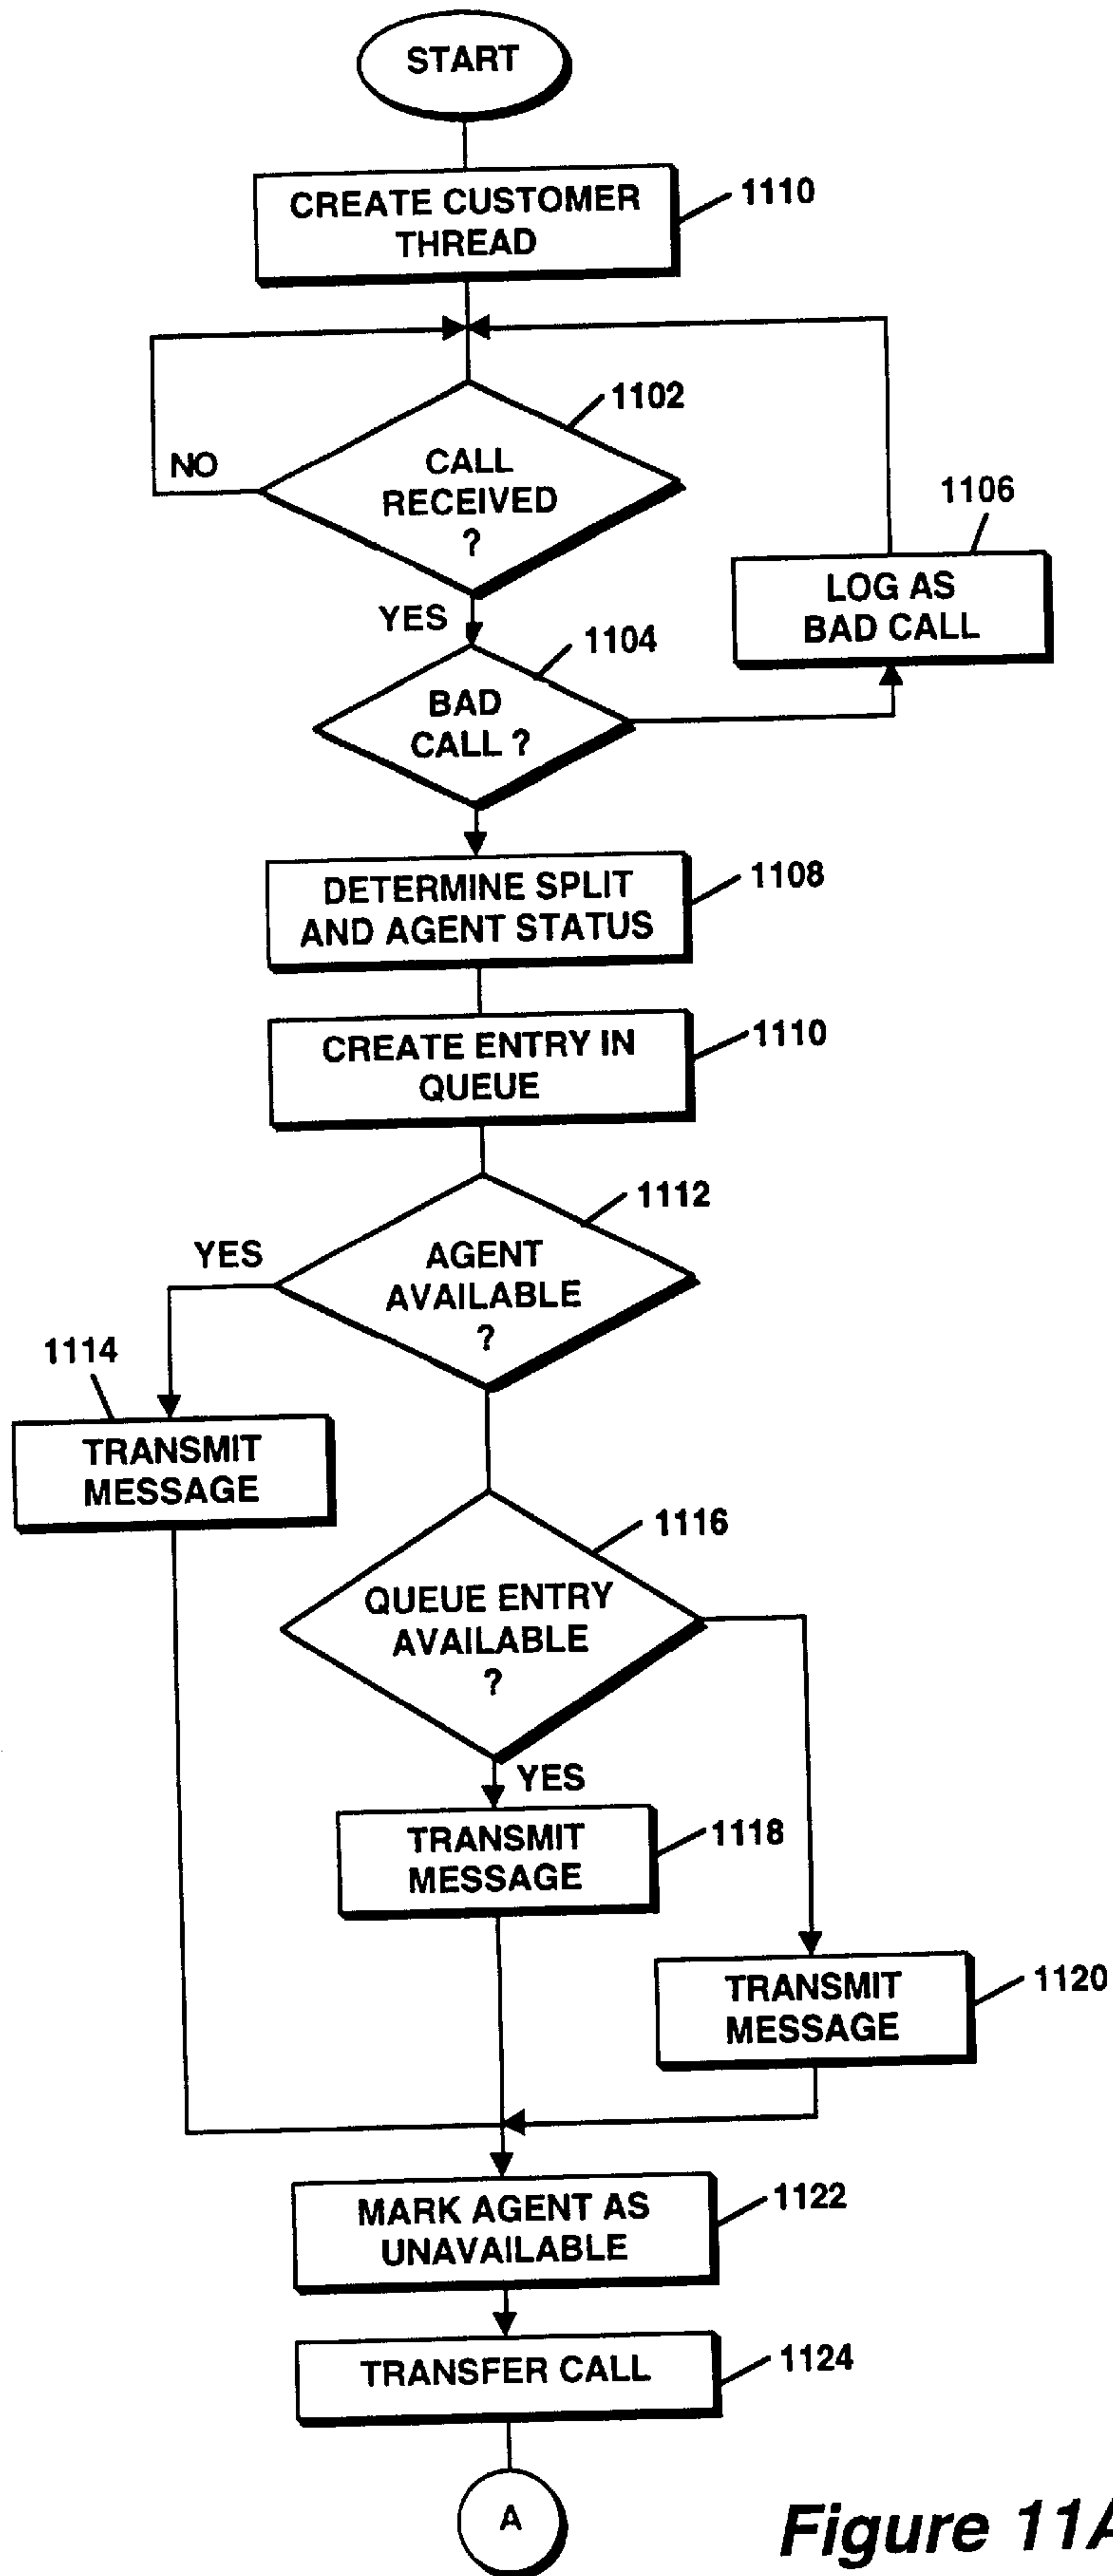 START
CREATE CUSTOMER
THREAD
1110
1102
CALL
RECEIVED
?
NO
YES
1106
LOG AS
BAD CALL
1104
BAD
CALL ?
DETERMINE SPLIT
AND AGENT STATUS
1108
CREATE ENTRY IN
QUEUE
1110
1112
AGENT
AVAILABLE
?
YES
1114
TRANSMIT
MESSAGE
1116
QUEUE ENTRY
AVAILABLE
?
YES
TRANSMIT
MESSAGE
1118
TRANSMIT
MESSAGE
1120
MARK AGENT AS
UNAVAILABLE
1122
TRANSFER CALL
1124
A
Figure 11A